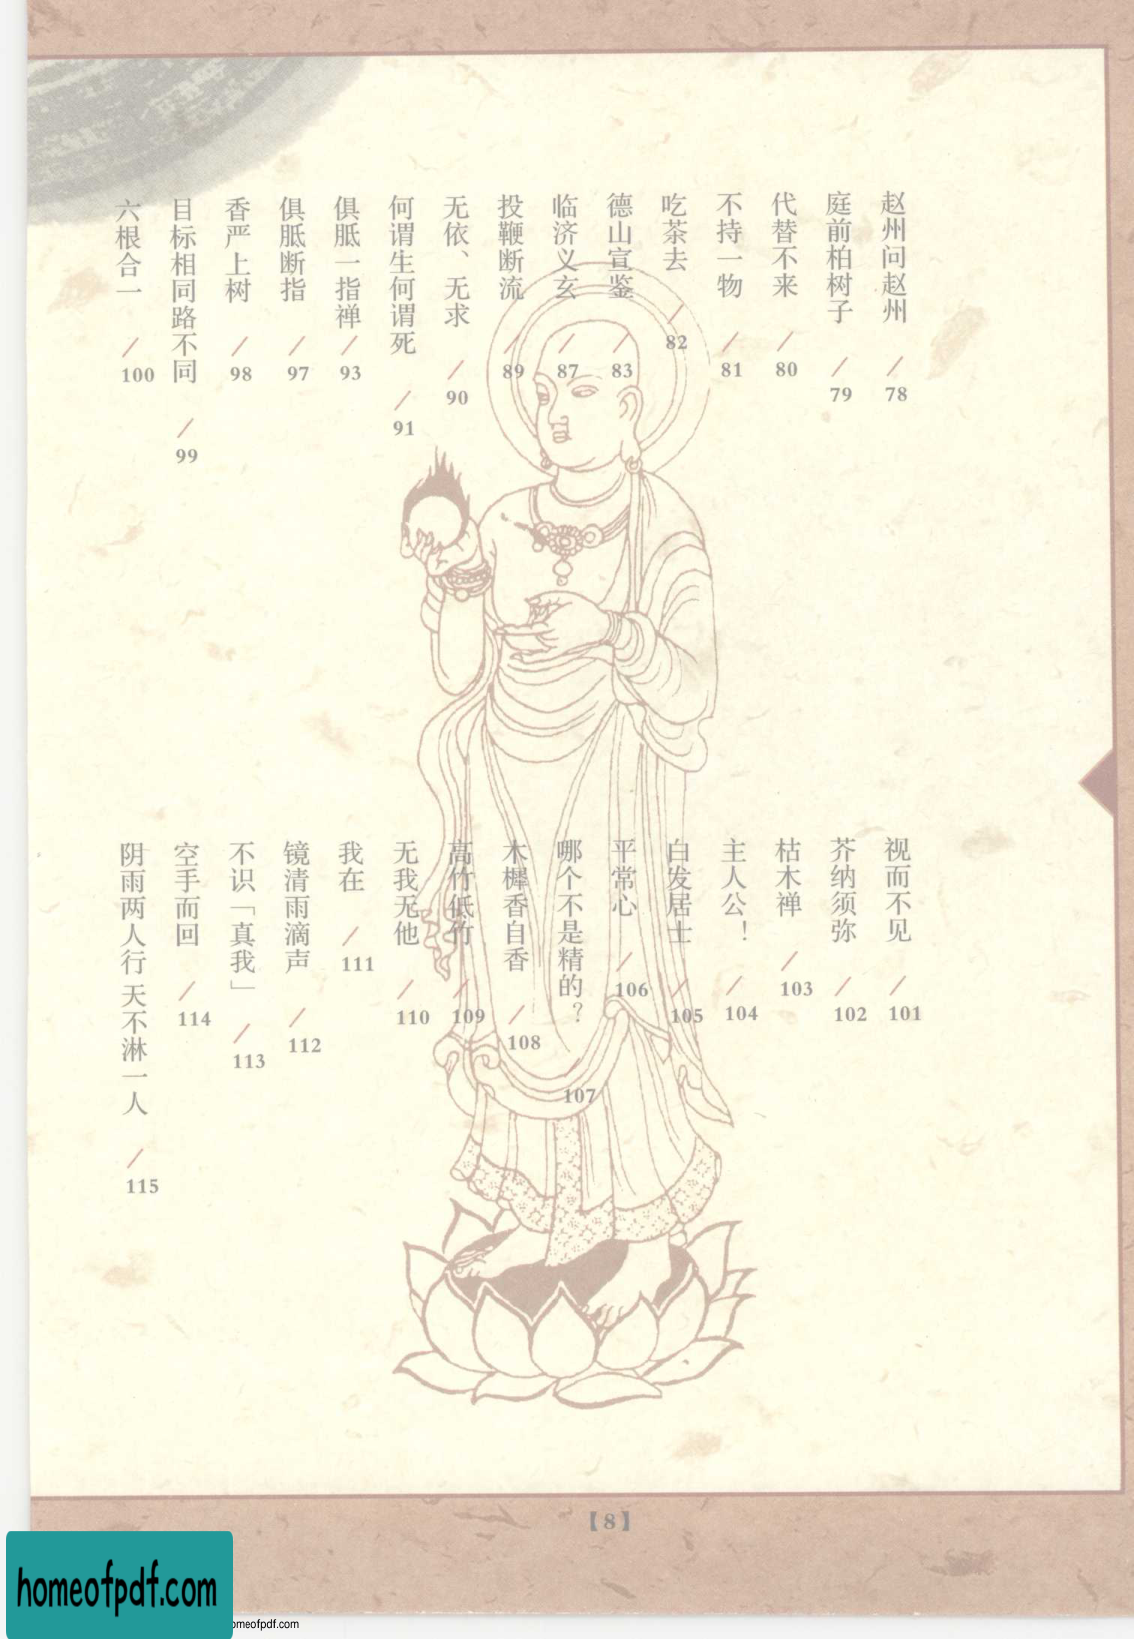 赵州问赵州 / 78
庭前柏树子 / 79
代替不来 / 80
不持一物 / 81
吃茶去 / 82
德山宣鉴 / 83
临济义玄 / 87
投鞭断流 / 89
无依、无求 / 90
何谓生何谓死 / 91
俱胝一指禅 / 93
俱胝断指 / 97
香严上树 / 98
目标相同路不同 / 99
六根合一 / 100
视而不见 / 101
芥纳须弥 / 102
枯木禅 / 103
主人公！ / 104
白发居士 / 105
平常心 / 106
哪个不是精的？ 107
木樨香自香 / 108
高竹低竹 / 109
无我无他 / 110
我在 / 111
镜清雨滴声 / 112
不识「真我」 / 113
空手而回 / 114
阴雨两人行 天不淋一人 / 115
【8】
homeofpdf.com
omeofpdf.com